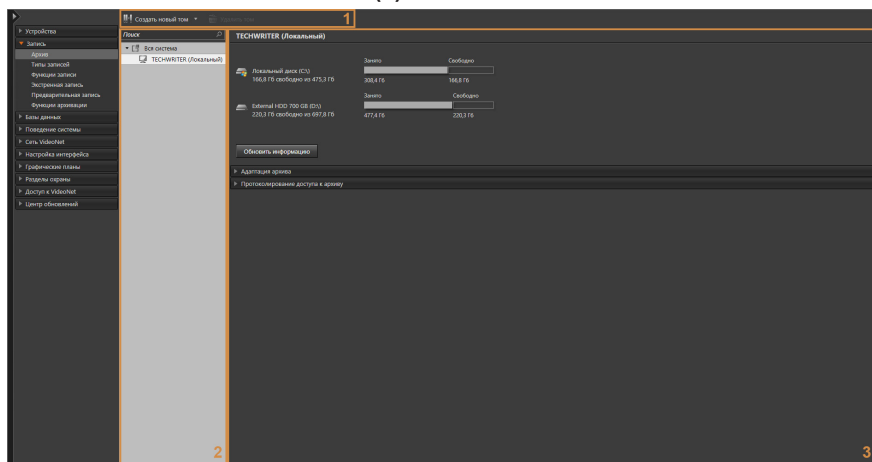 Создать новый том
Удалить том
1
Устройства
Запись
Архив
Типы записей
Функции записи
Экстренная запись
Предварительная запись
Функции архивации
Базы данных
Поведение системы
Сеть VideoNet
Настройка интерфейса
Графические планы
Разделы охраны
Доступ к VideoNet
Центр обновлений
Поиск
Вся система
TECHWRITER (Локальный)
2
TECHWRITER (Локальный)
Занято Свободно
Локальный диск (C:\)
166,8 Гб свободно из 475,3 Гб
308,4 Гб 166,8 Гб
Занято Свободно
External HDD 700 GB (D:\)
220,3 Гб свободно из 697,8 Гб
477,4 Гб 220,3 Гб
Обновить информацию
Адаптация архива
Протоколирование доступа к архиву
3